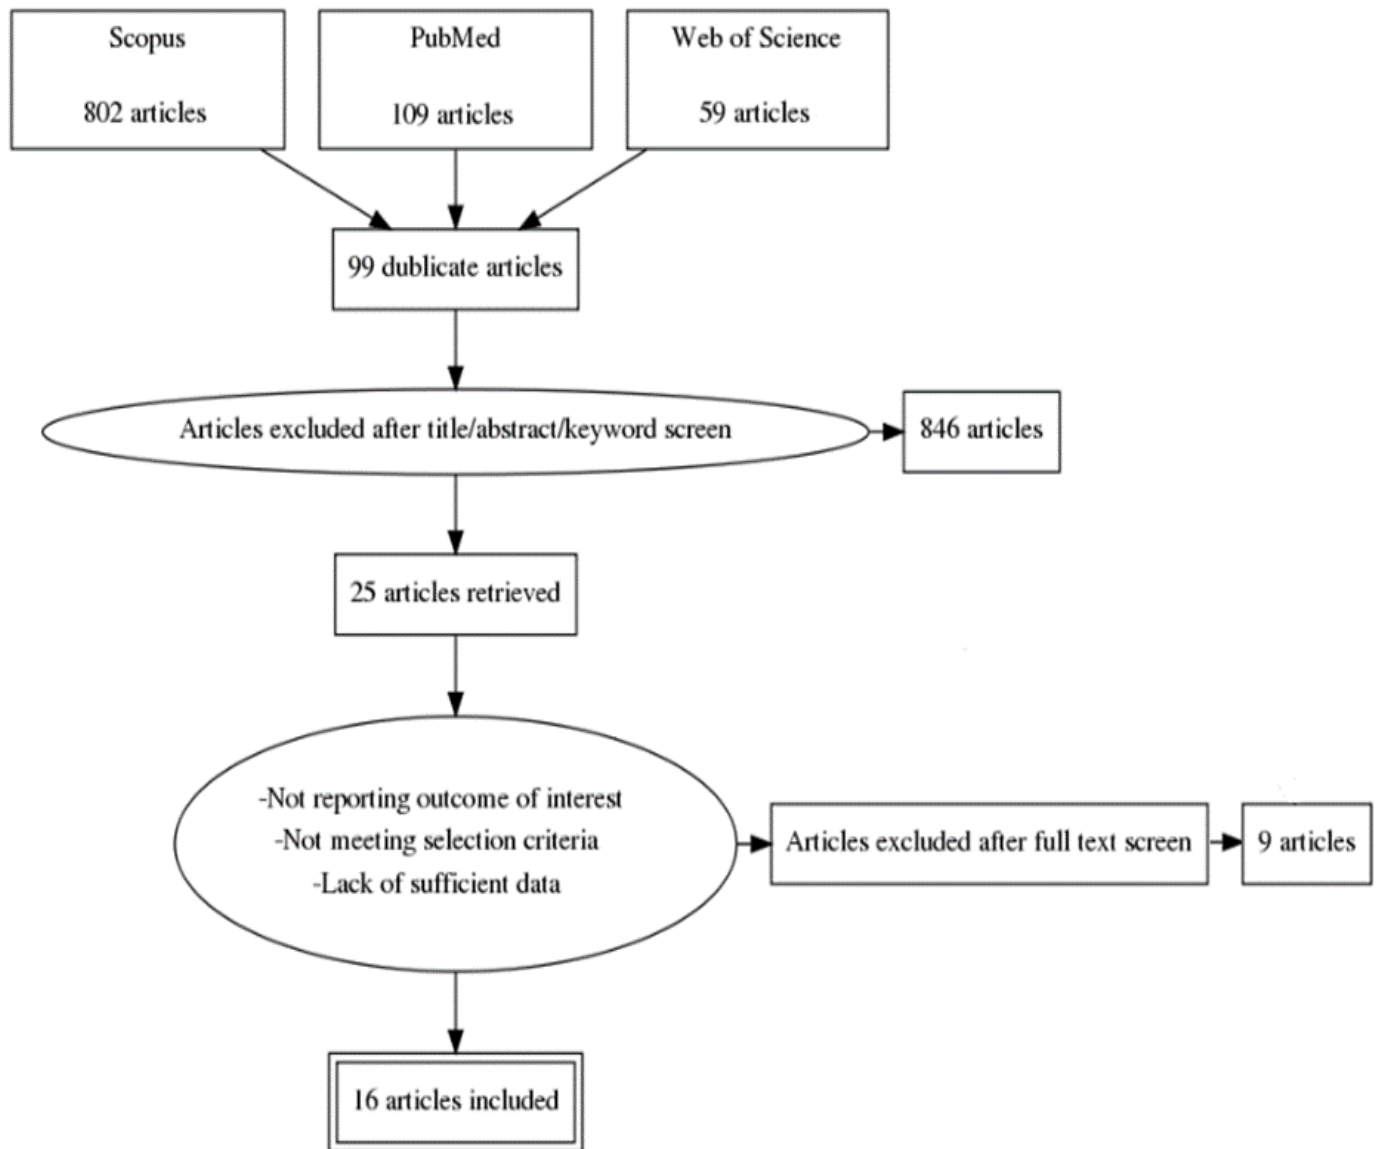 Scopus
802 articles
PubMed
109 articles
Web of Science
59 articles
99 dublicate articles
Articles excluded after title/abstract/keyword screen
846 articles
25 articles retrieved
-Not reporting outcome of interest
-Not meeting selection criteria
-Lack of sufficient data
Articles excluded after full text screen
9 articles
16 articles included